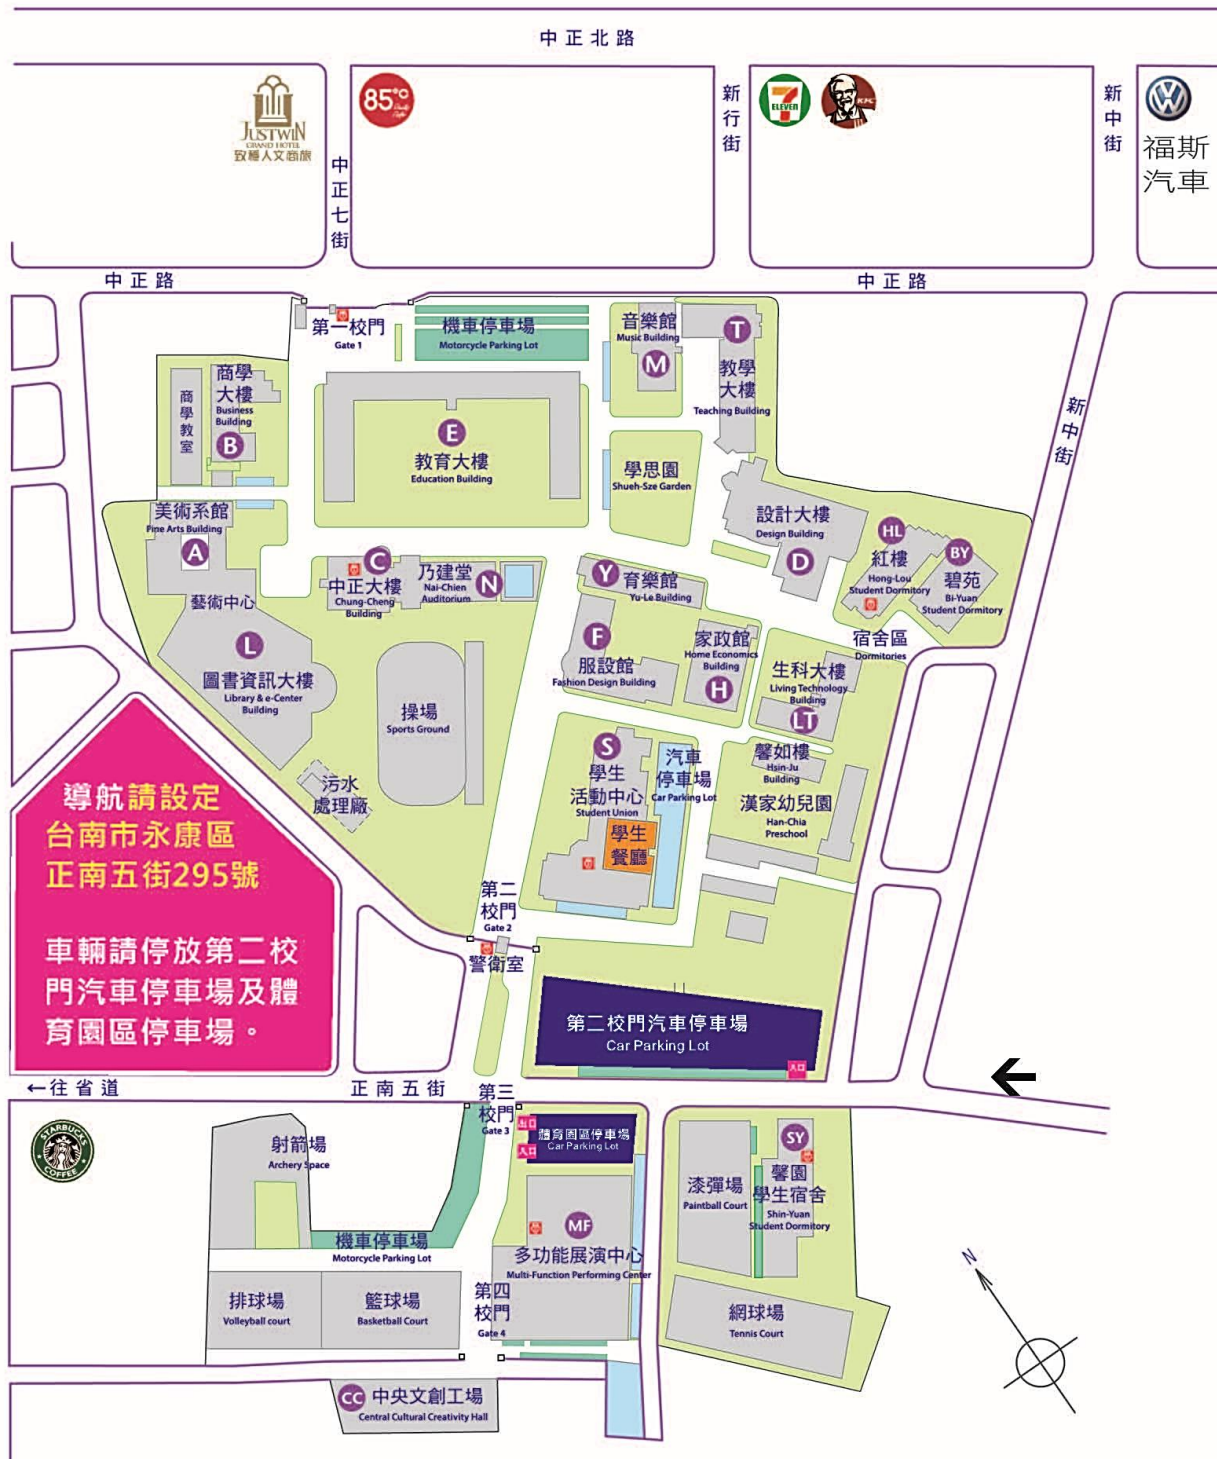 中正北路
JUSTWIN
GRAND HOTEL
致穩人文商旅
85°C
7
ELEVEN
KFC
福斯
汽車
中正七街
新行街
新中街
中正路
中正路
新中街
第一校門
Gate 1
機車停車場
Motorcycle Parking Lot
音樂館
Music Building
M
T
教學
大樓
Teaching Building
商學
大樓
Business
Building
B
商學教室
E
教育大樓
Education Building
學思園
Shueh-Sze Garden
美術系館
Fine Arts Building
A
藝術中心
設計大樓
Design Building
D
HL
紅樓
Hong-Lou
Student Dormitory
BY
碧苑
Bi-Yuan
Student Dormitory
C
中正大樓
Chung-Cheng
Building
乃建堂
Nai-Chien
Auditorium
N
Y
育樂館
Yu-Le Building
宿舍區
Dormitories
L
圖書資訊大樓
Library & e-Center
Building
F
服設館
Fashion Design Building
家政館
Home Economics
Building
H
生科大樓
Living Technology
Building
LT
操場
Sports Ground
污水
處理廠
S
學生
活動中心
Student Union
學生
餐廳
汽車
停車場
Car Parking Lot
馨如樓
Hsin-Ju
Building
漢家幼兒園
Han-Chia
Preschool
導航請設定
台南市永康區
正南五街295號
車輛請停放第二校
門汽車停車場及體
育園區停車場。
第二
校門
Gate 2
警衛室
第二校門汽車停車場
Car Parking Lot
入口
←往省道
正南五街
第三
校門
Gate 3
出口
入口
體育園區停車場
Car Parking Lot
STARBUCKS
COFFEE
射箭場
Archery Space
漆彈場
Paintball Court
SY
馨園
學生宿舍
Shin-Yuan
Student Dormitory
MF
多功能展演中心
Multi-Function Performing Center
機車停車場
Motorcycle Parking Lot
排球場
Volleyball court
籃球場
Basketball Court
第四
校門
Gate 4
網球場
Tennis Court
N
CC
中央文創工場
Central Cultural Creativity Hall